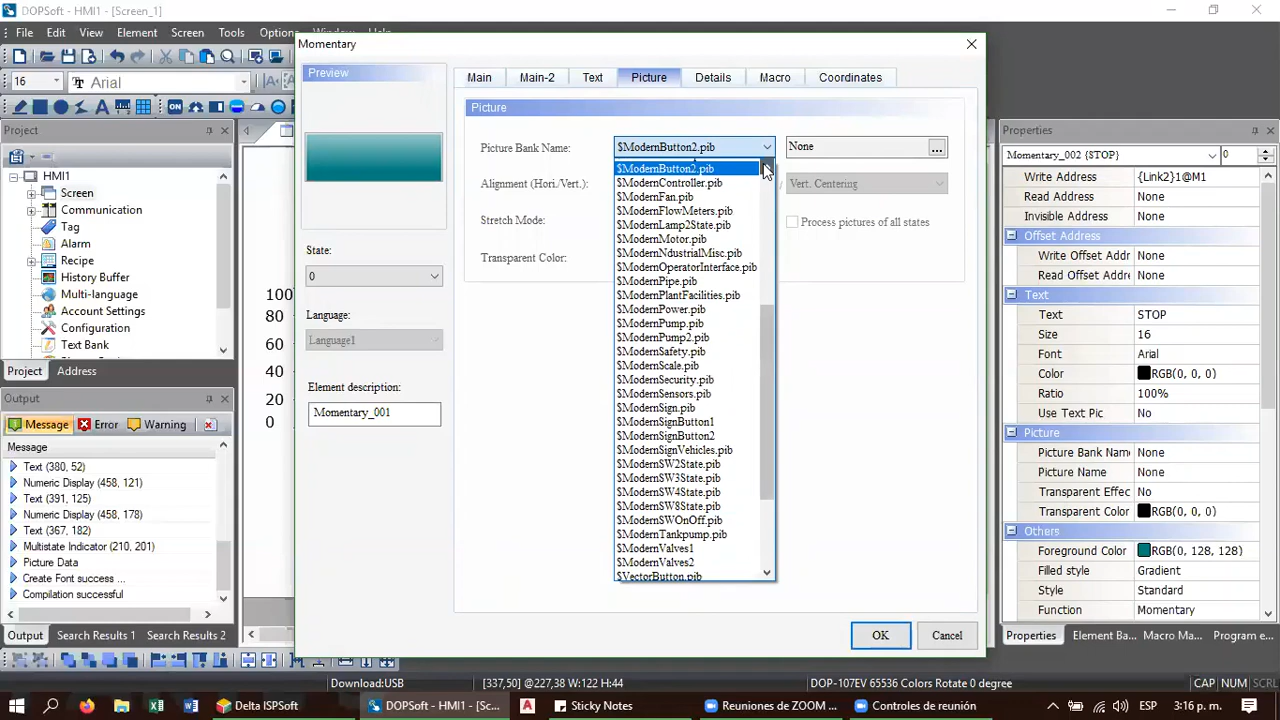 DOPSoft - HMI1 - [Screen_1]
File Edit View Element Screen Tools Options Window Help
16 Arial
ON
Project
HMI1
Screen
Communication
Tag
Alarm
Recipe
History Buffer
Multi-language
Account Settings
Configuration
Text Bank
Project Address
100
80
60
40
20
0
Output
Message Error Warning
Message
Text (380, 52)
Numeric Display (458, 121)
Text (391, 125)
Numeric Display (458, 178)
Text (367, 182)
Multistate Indicator (210, 201)
Picture Data
Create Font success ...
Compilation successful
Output Search Results 1 Search Results 2
Momentary
Preview
State:
0
Language:
Language1
Element description:
Momentary_001
Main Main-2 Text Picture Details Macro Coordinates
Picture
Picture Bank Name: $ModernButton2.pib None ...
Alignment (Hori./Vert.): / Vert. Centering
Stretch Mode: Process pictures of all states
Transparent Color:
$ModernButton2.pib
$ModernController.pib
$ModernFan.pib
$ModernFlowMeters.pib
$ModernLamp2State.pib
$ModernMotor.pib
$ModernNdustrialMisc.pib
$ModernOperatorInterface.pib
$ModernPipe.pib
$ModernPlantFacilities.pib
$ModernPower.pib
$ModernPump.pib
$ModernPump2.pib
$ModernSafety.pib
$ModernScale.pib
$ModernSecurity.pib
$ModernSensors.pib
$ModernSign.pib
$ModernSignButton1
$ModernSignButton2
$ModernSignVehicles.pib
$ModernSW2State.pib
$ModernSW3State.pib
$ModernSW4State.pib
$ModernSW8State.pib
$ModernSWOnOff.pib
$ModernTankpump.pib
$ModernValves1
$ModernValves2
$VectorButton.pib
OK Cancel
Properties
Momentary_002 {STOP} 0
Write Address {Link2}1@M1
Read Address None
Invisible Address None
Offset Address
Write Offset Addr None
Read Offset Addr None
Text
Text STOP
Size 16
Font Arial
Color RGB(0, 0, 0)
Ratio 100%
Use Text Pic No
Picture
Picture Bank Name None
Picture Name None
Transparent Effec No
Transparent Color RGB(0, 0, 0)
Others
Foreground Color RGB(0, 128, 128)
Filled style Gradient
Style Standard
Function Momentary
Properties Element Ba... Macro Ma... Program e...
Download:USB [337,50] @227,38 W:122 H:44 DOP-107EV 65536 Colors Rotate 0 degree CAP NUM SCRL
Delta ISPSoft DOPSoft - HMI1 - [Sc... Sticky Notes Reuniones de ZOOM ... Controles de reunión ESP 3:16 p. m.